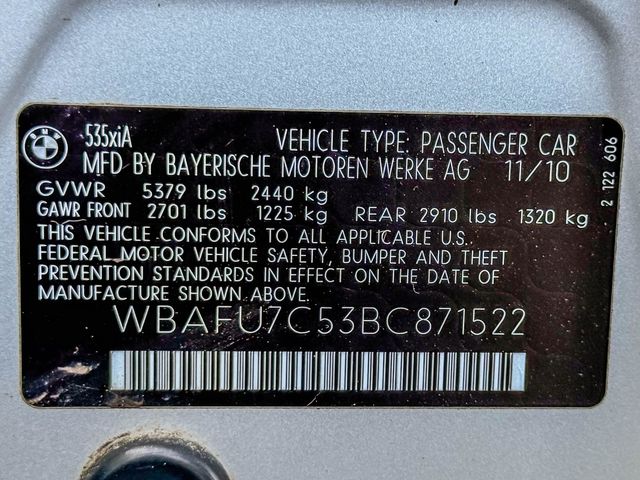 BMW
535xiA
VEHICLE TYPE: PASSENGER CAR
MFD BY BAYERISCHE MOTOREN WERKE AG 11/10
GVWR 5379 lbs 2440 kg
GAWR FRONT 2701 lbs 1225 kg REAR 2910 lbs 1320 kg
THIS VEHICLE CONFORMS TO ALL APPLICABLE U.S.
FEDERAL MOTOR VEHICLE SAFETY, BUMPER AND THEFT
PREVENTION STANDARDS IN EFFECT ON THE DATE OF
MANUFACTURE SHOWN ABOVE
WBAFU7C53BC871522
2 122 606